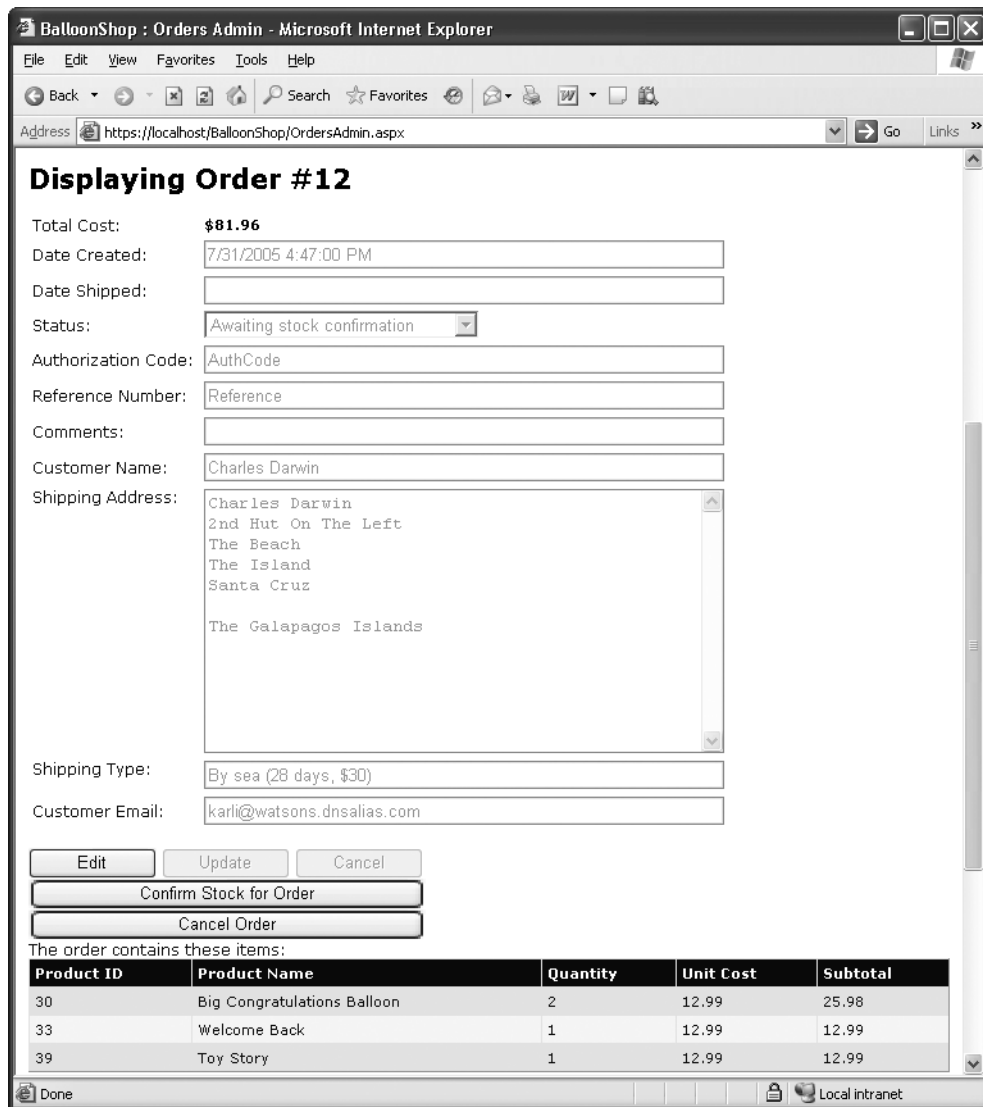 BalloonShop : Orders Admin - Microsoft Internet Explorer
File Edit View Favorites Tools Help
Back Search Favorites
Address https://localhost/BalloonShop/OrdersAdmin.aspx Go Links »
Displaying Order #12
Total Cost: $81.96
Date Created: 7/31/2005 4:47:00 PM
Date Shipped:
Status: Awaiting stock confirmation
Authorization Code: AuthCode
Reference Number: Reference
Comments:
Customer Name: Charles Darwin
Shipping Address: Charles Darwin
2nd Hut On The Left
The Beach
The Island
Santa Cruz
The Galapagos Islands
Shipping Type: By sea (28 days, $30)
Customer Email: karli@watsons.dnsalias.com
Edit Update Cancel
Confirm Stock for Order
Cancel Order
The order contains these items:
Product ID Product Name Quantity Unit Cost Subtotal
30 Big Congratulations Balloon 2 12.99 25.98
33 Welcome Back 1 12.99 12.99
39 Toy Story 1 12.99 12.99
Done Local intranet